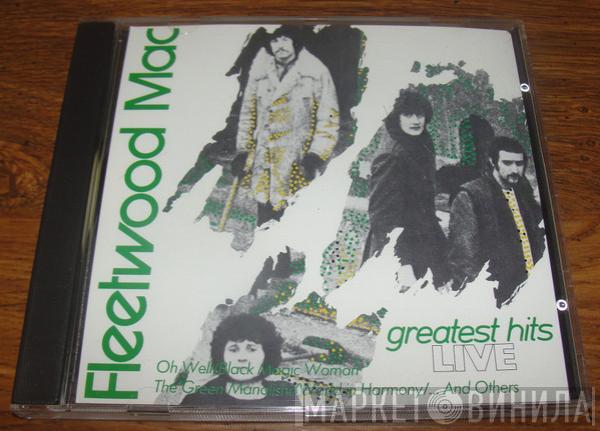 Fleetwood Mac
greatest hits
LIVE
Oh Well/Black Magic Woman
The Green Manalishi/World in Harmony/... And Others
МАРКЕТ ВИНИЛА